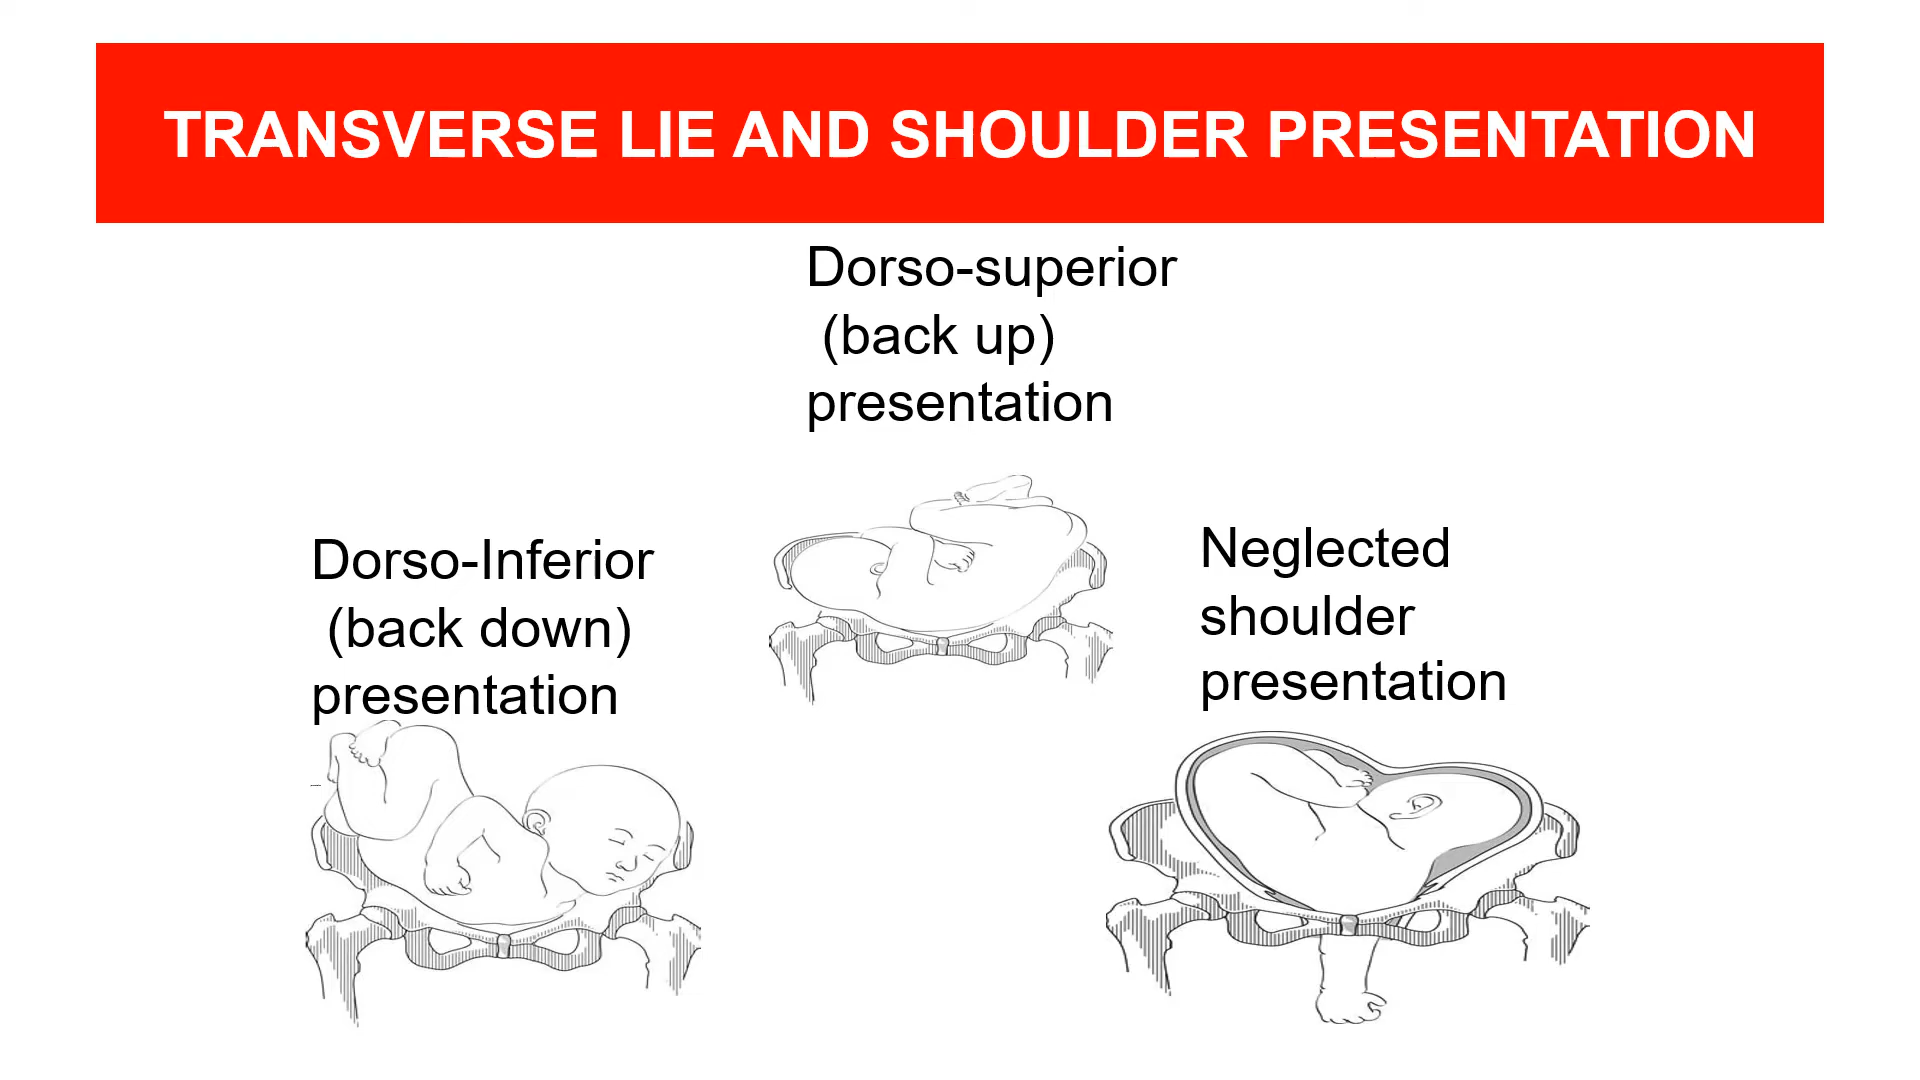 TRANSVERSE LIE AND SHOULDER PRESENTATION
Dorso-superior
(back up)
presentation
Dorso-Inferior
(back down)
presentation
Neglected
shoulder
presentation